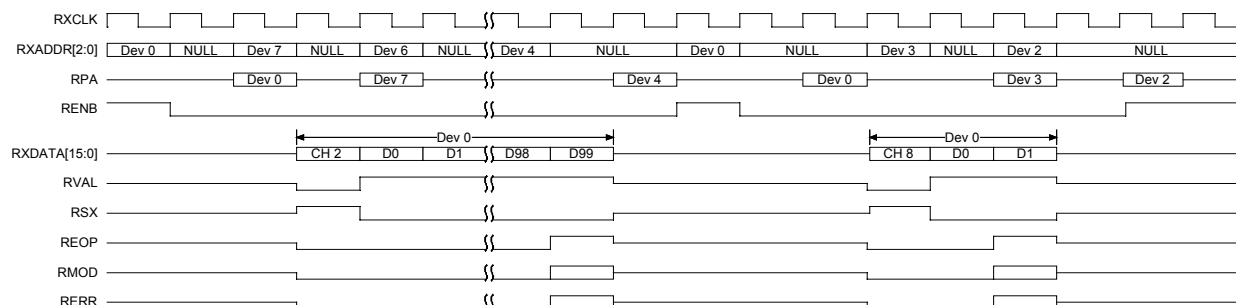 RXCLK
RXADDR[2:0] Dev 0 NULL Dev 7 NULL Dev 6 NULL Dev 4 NULL Dev 0 NULL Dev 3 NULL Dev 2 NULL
RPA Dev 0 Dev 7 Dev 4 Dev 0 Dev 3 Dev 2
RENB
Dev 0 Dev 0
RXDATA[15:0] CH 2 D0 D1 D98 D99 CH 8 D0 D1
RVAL
RSX
REOP
RMOD
RERR